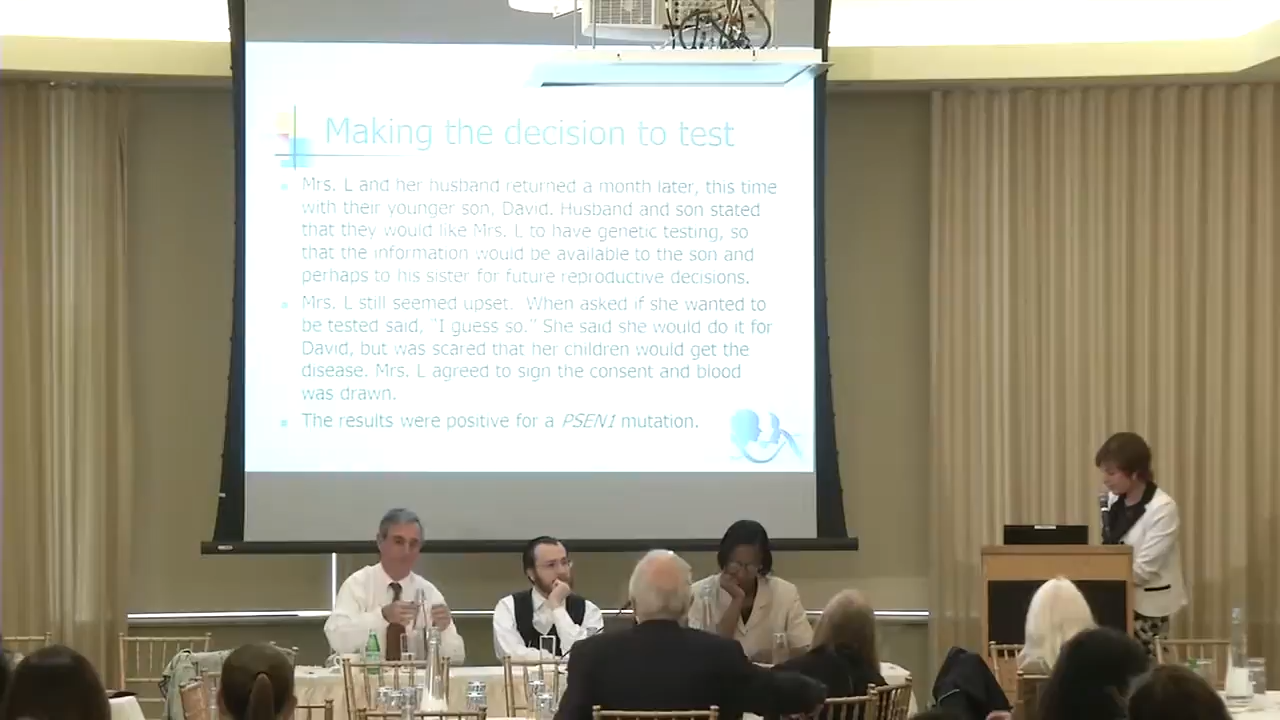 Making the decision to test
Mrs. L and her husband returned a month later, this time
with their younger son, David. Husband and son stated
that they would like Mrs. L to have genetic testing, so
that the information would be available to the son and
perhaps to his sister for future reproductive decisions.
Mrs. L still seemed upset. When asked if she wanted to
be tested said, "I guess so." She said she would do it for
David, but was scared that her children would get the
disease. Mrs. L agreed to sign the consent and blood
was drawn.
The results were positive for a PSEN1 mutation.